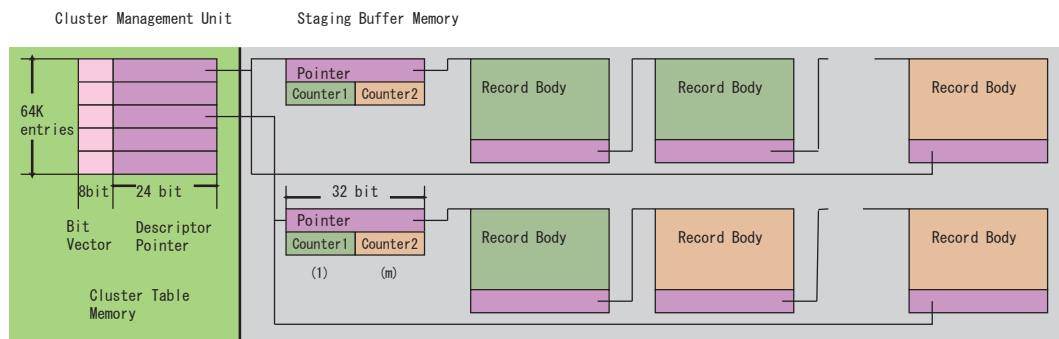 Cluster Management Unit
Staging Buffer Memory
64K
entries
8bit
24 bit
Bit
Vector
Descriptor
Pointer
Cluster Table
Memory
Pointer
Counter1
Counter2
Record Body
Record Body
Record Body
32 bit
Pointer
Counter1
Counter2
(1)
(m)
Record Body
Record Body
Record Body